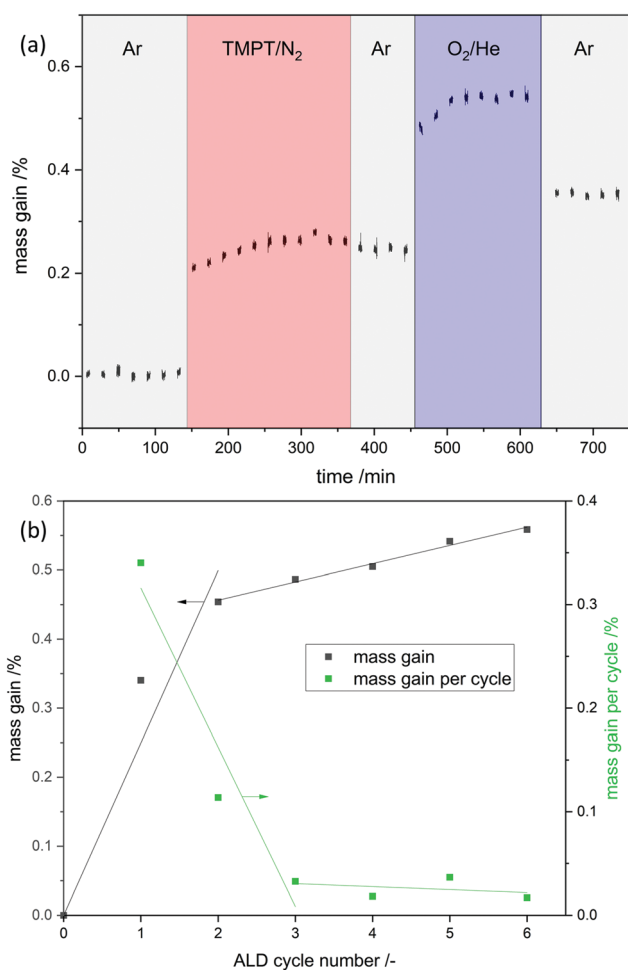 (a)
Ar TMPT/N₂ Ar O₂/He Ar
0.6
0.4
0.2
0.0
mass gain /%
0 100 200 300 400 500 600 700
time /min
(b)
0.6 0.4
0.5
0.4 0.3
0.3 0.2
0.2
0.1 0.1
0.0 0.0
mass gain /%
mass gain per cycle /%
mass gain
mass gain per cycle
0 1 2 3 4 5 6
ALD cycle number /-